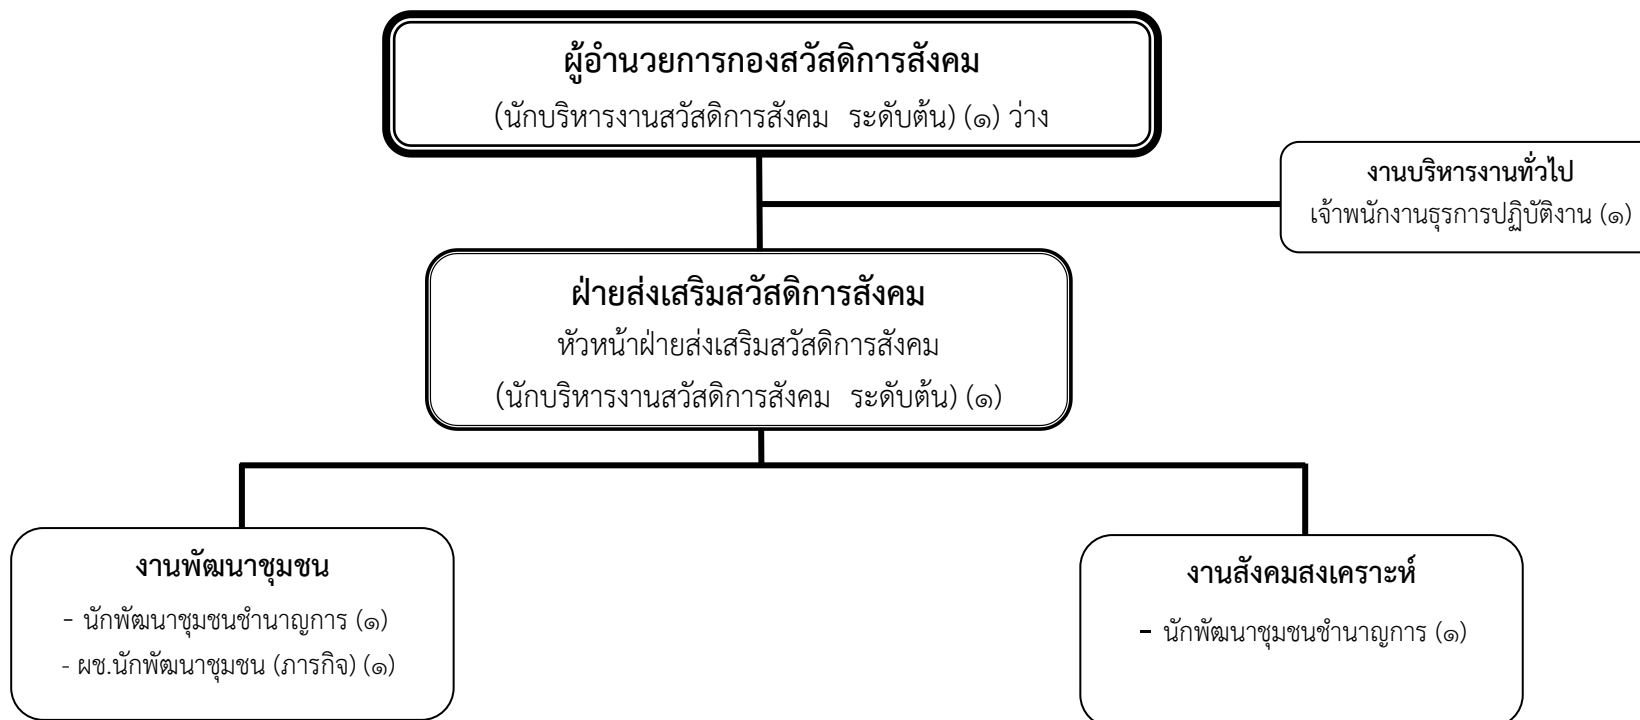 ผู้อำนวยการกองสวัสดิการสังคม
(นักบริหารงานสวัสดิการสังคม ระดับต้น) (๑) ว่าง
งานบริหารงานทั่วไป
เจ้าพนักงานธุรการปฏิบัติงาน (๑)
ฝ่ายส่งเสริมสวัสดิการสังคม
หัวหน้าฝ่ายส่งเสริมสวัสดิการสังคม
(นักบริหารงานสวัสดิการสังคม ระดับต้น) (๑)
งานพัฒนาชุมชน
- นักพัฒนาชุมชนชำนาญการ (๑)
- ผช.นักพัฒนาชุมชน (ภารกิจ) (๑)
งานสังคมสงเคราะห์
- นักพัฒนาชุมชนชำนาญการ (๑)